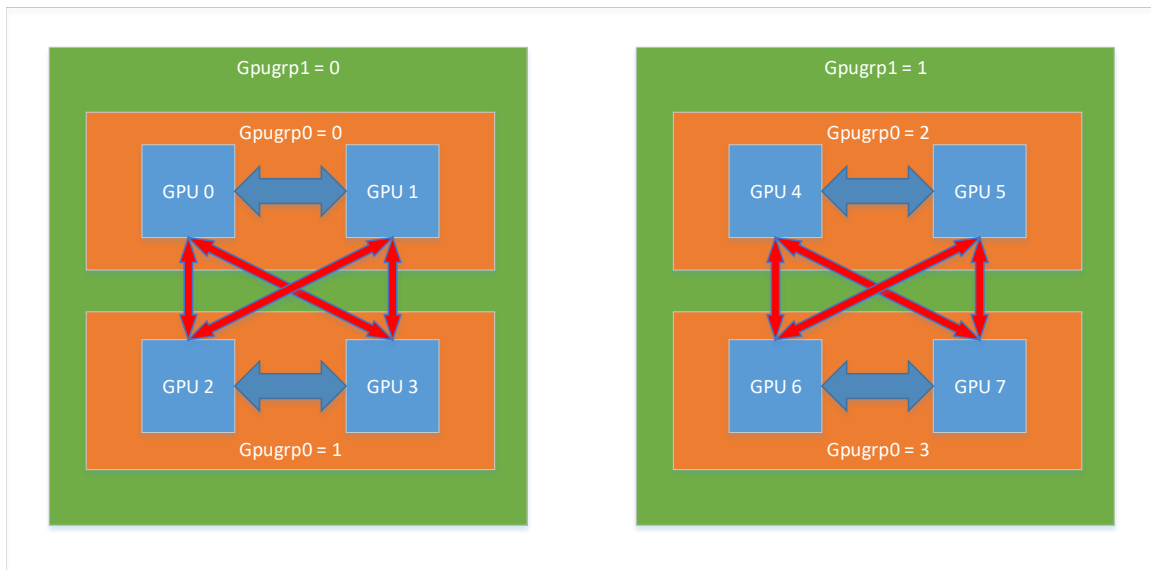 Gpugrp1 = 0
Gpugrp0 = 0
GPU 0
GPU 1
GPU 2
GPU 3
Gpugrp0 = 1
Gpugrp1 = 1
Gpugrp0 = 2
GPU 4
GPU 5
GPU 6
GPU 7
Gpugrp0 = 3